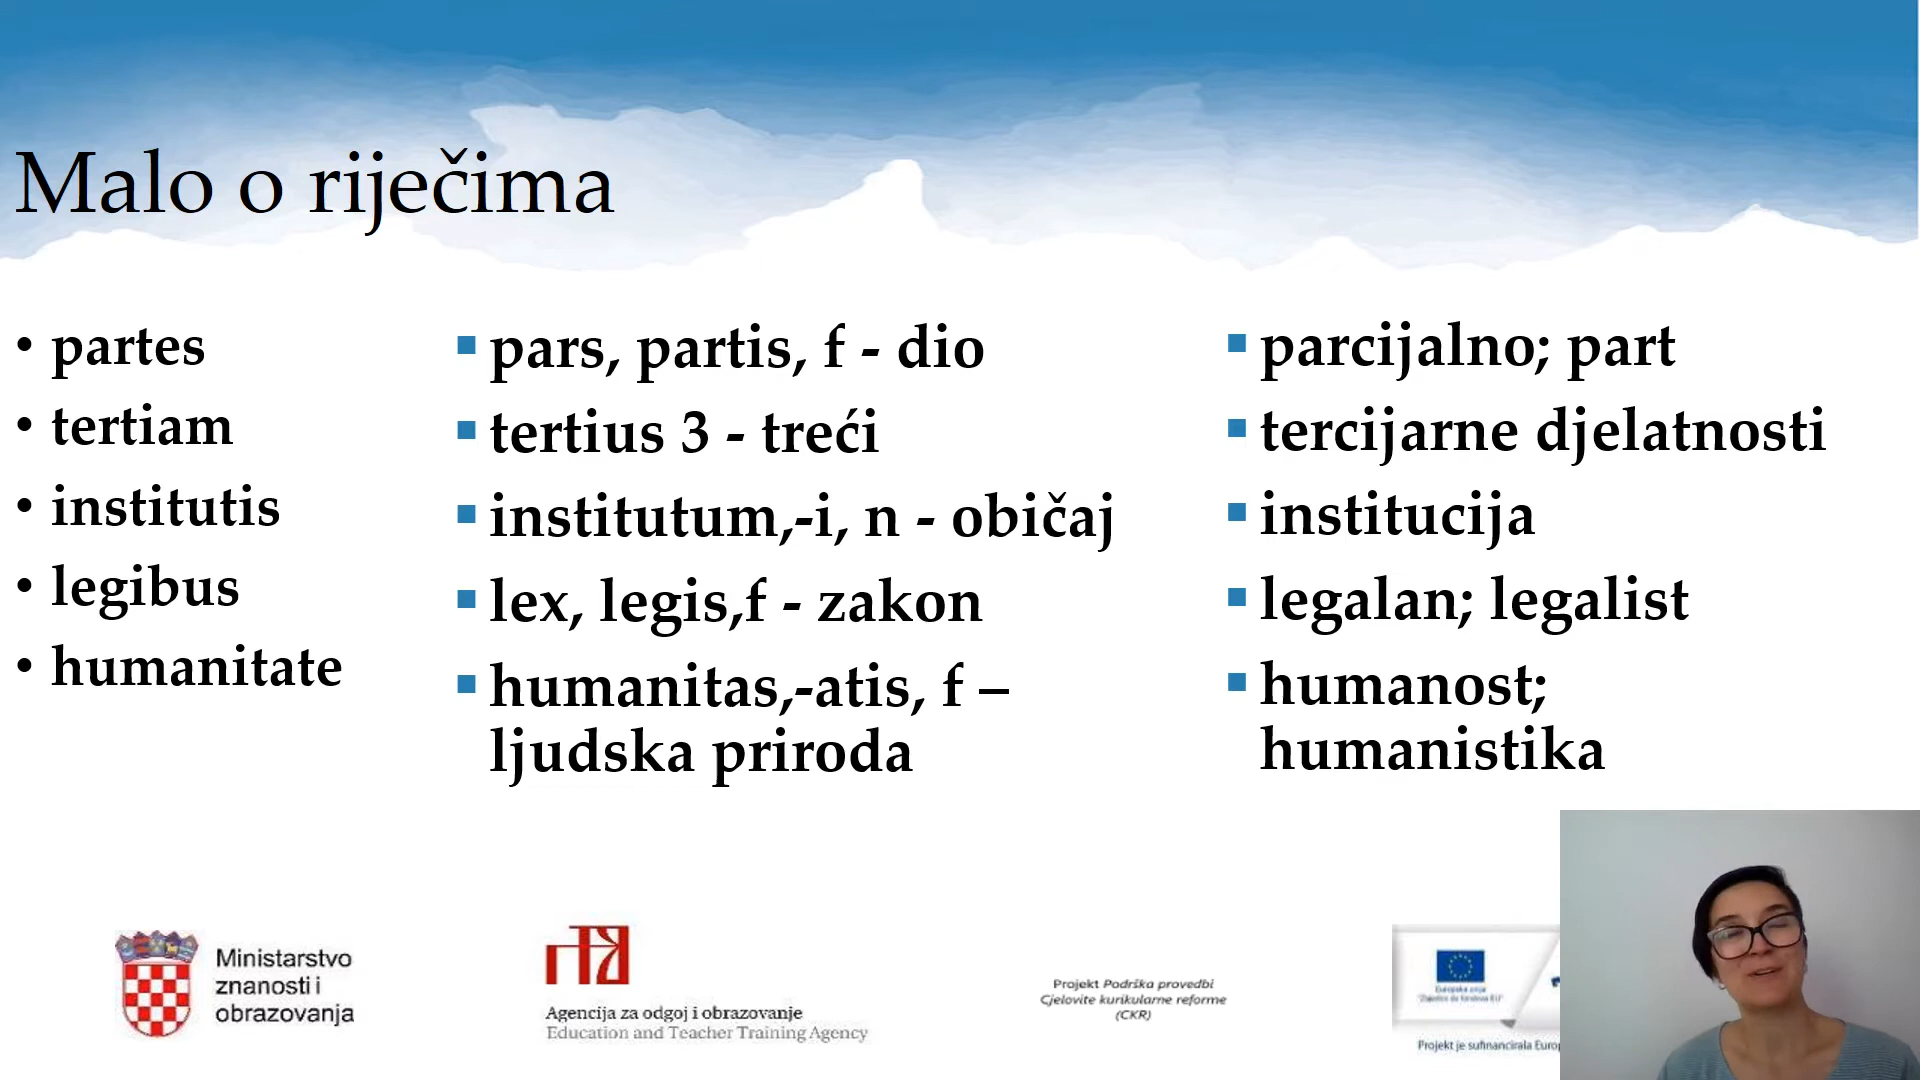 Malo o riječima
• partes
• tertiam
• institutis
• legibus
• humanitate
▪ pars, partis, f - dio
▪ tertius 3 - treći
▪ institutum,-i, n - običaj
▪ lex, legis,f - zakon
▪ humanitas,-atis, f –
ljudska priroda
▪ parcijalno; part
▪ tercijarne djelatnosti
▪ institucija
▪ legalan; legalist
▪ humanost;
humanistika
Ministarstvo
znanosti i
obrazovanja
Agencija za odgoj i obrazovanje
Education and Teacher Training Agency
Projekt Podrška provedbi
Cjelovite kurikularne reforme
(CKR)
Europska unija
"Zajedno do fondova EU"
Projekt je sufinancirala